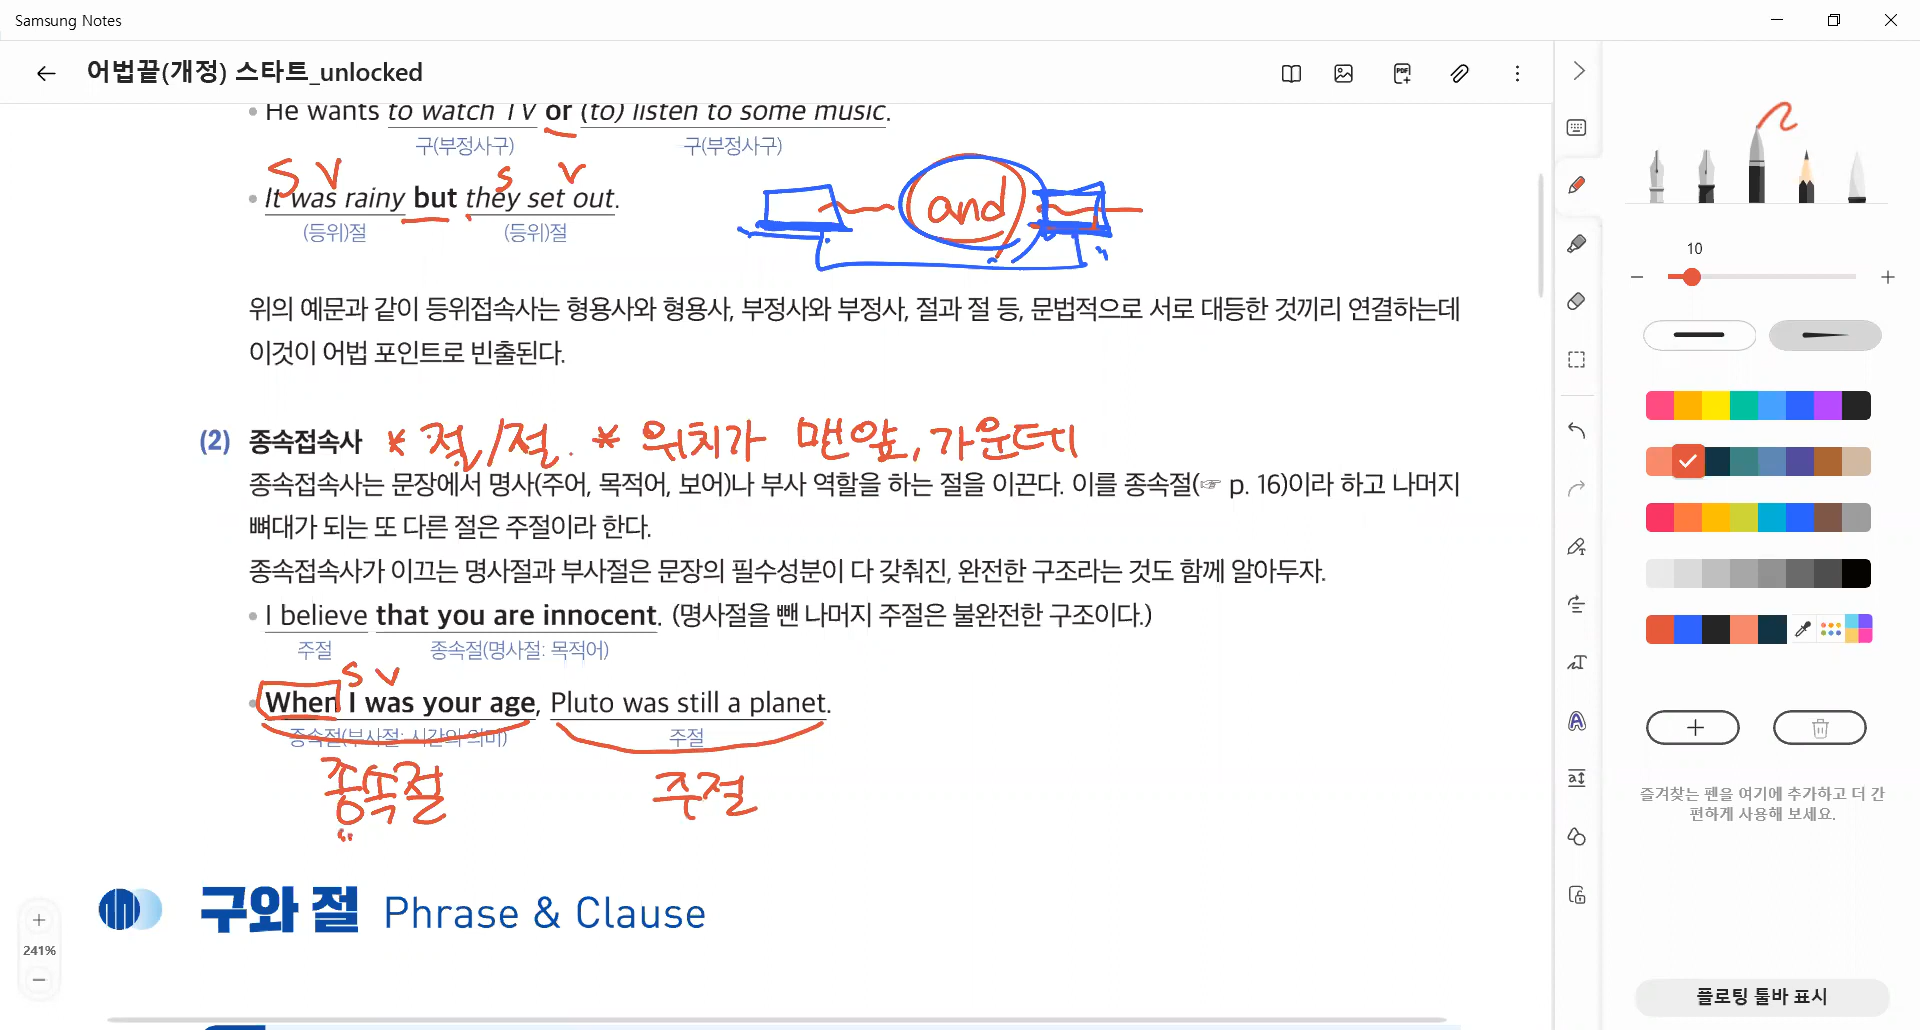 Samsung Notes
어법끝(개정) 스타트_unlocked
• He wants to watch TV or (to) listen to some music.
구(부정사구) 구(부정사구)
S V S V
• It was rainy but they set out.
(등위)절 (등위)절
and
위의 예문과 같이 등위접속사는 형용사와 형용사, 부정사와 부정사, 절과 절 등, 문법적으로 서로 대등한 것끼리 연결하는데
이것이 어법 포인트로 빈출된다.
(2) 종속접속사 * 절/절. * 위치가 맨앞, 가운데
종속접속사는 문장에서 명사(주어, 목적어, 보어)나 부사 역할을 하는 절을 이끈다. 이를 종속절(☞ p. 16)이라 하고 나머지
뼈대가 되는 또 다른 절은 주절이라 한다.
종속접속사가 이끄는 명사절과 부사절은 문장의 필수성분이 다 갖춰진, 완전한 구조라는 것도 함께 알아두자.
• I believe that you are innocent. (명사절을 뺀 나머지 주절은 불완전한 구조이다.)
주절 종속절(명사절: 목적어)
S V
• When I was your age, Pluto was still a planet.
종속절(부사절: 시간의 의미) 주절
종속절 주절
구와 절 Phrase & Clause
241%
10
즐겨찾는 펜을 여기에 추가하고 더 간
편하게 사용해 보세요.
플로팅 툴바 표시